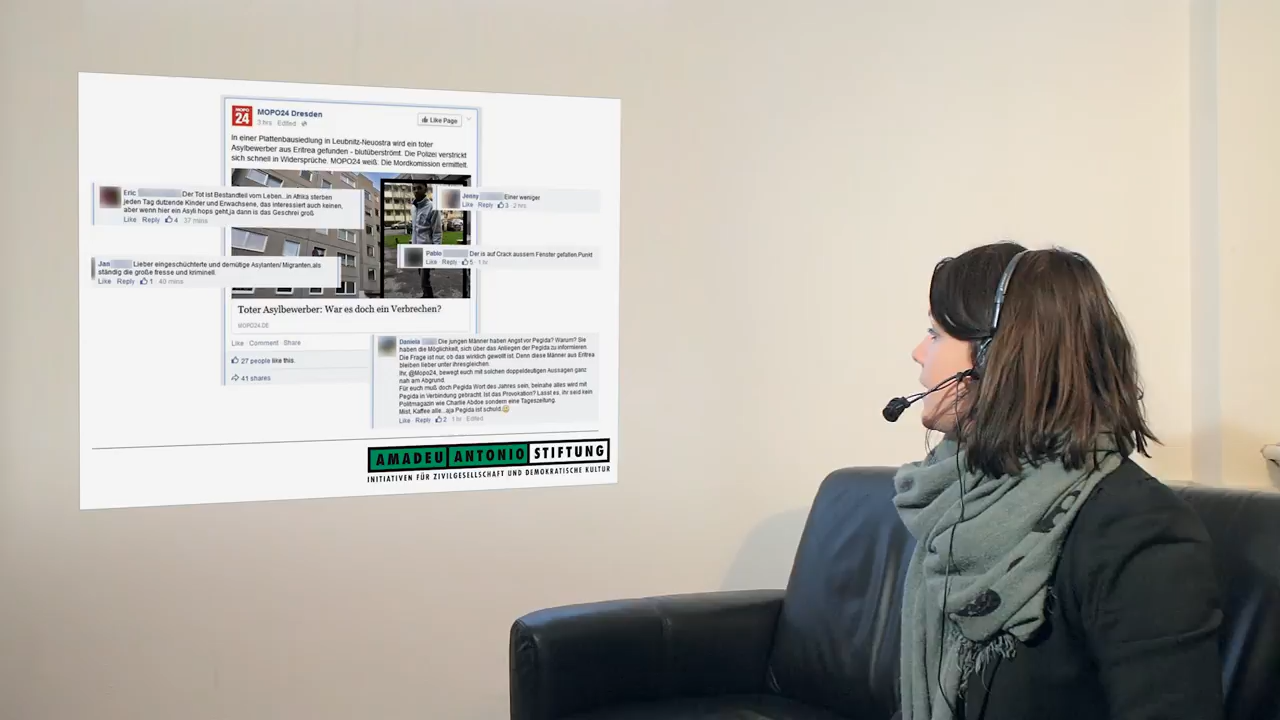 MOPO 24
MOPO24 Dresden
3 hrs · Edited ·
Like Page
In einer Plattenbausiedlung in Leubnitz-Neuostra wird ein toter
Asylbewerber aus Eritrea gefunden - blutüberströmt. Die Polizei verstrickt
sich schnell in Widersprüche. MOPO24 weiß: Die Mordkomission ermittelt.
Eric Der Tot ist Bestandteil vom Leben...in Afrika sterben
jeden Tag dutzende Kinder und Erwachsene, das interessiert auch keinen,
aber wenn hier ein Asyli hops geht,ja dann is das Geschrei groß
Like · Reply · 4 · 37 mins
Jenny Einer weniger
Like · Reply · 3 · 2 hrs
Jan Lieber eingeschüchterte und demütige Asylanten/ Migranten,als
ständig die große fresse und kriminell.
Like · Reply · 1 · 40 mins
Pablo Der is auf Crack aussem Fenster gefallen.Punkt
Like · Reply · 5 · 1 hr
Toter Asylbewerber: War es doch ein Verbrechen?
MOPO24.DE
Like · Comment · Share
27 people like this.
41 shares
Daniela Die jungen Männer haben Angst vor Pegida? Warum? Sie
haben die Möglichkeit, sich über das Anliegen der Pegida zu informieren.
Die Frage ist nur, ob das wirklich gewollt ist. Denn diese Männer aus Eritrea
bleiben lieber unter ihresgleichen.
Ihr, @Mopo24, bewegt euch mit solchen doppeldeutigen Aussagen ganz
nah am Abgrund.
Für euch muß doch Pegida Wort des Jahres sein, beinahe alles wird mit
Pegida in Verbindung gebracht. Ist das Provokation? Lasst es, ihr seid kein
Politmagazin wie Charlie Abdoe sondern eine Tageszeitung.
Mist, Kaffee alle...aja Pegida ist schuld.
Like · Reply · 2 · 1 hr · Edited
AMADEU ANTONIO STIFTUNG
INITIATIVEN FÜR ZIVILGESELLSCHAFT UND DEMOKRATISCHE KULTUR